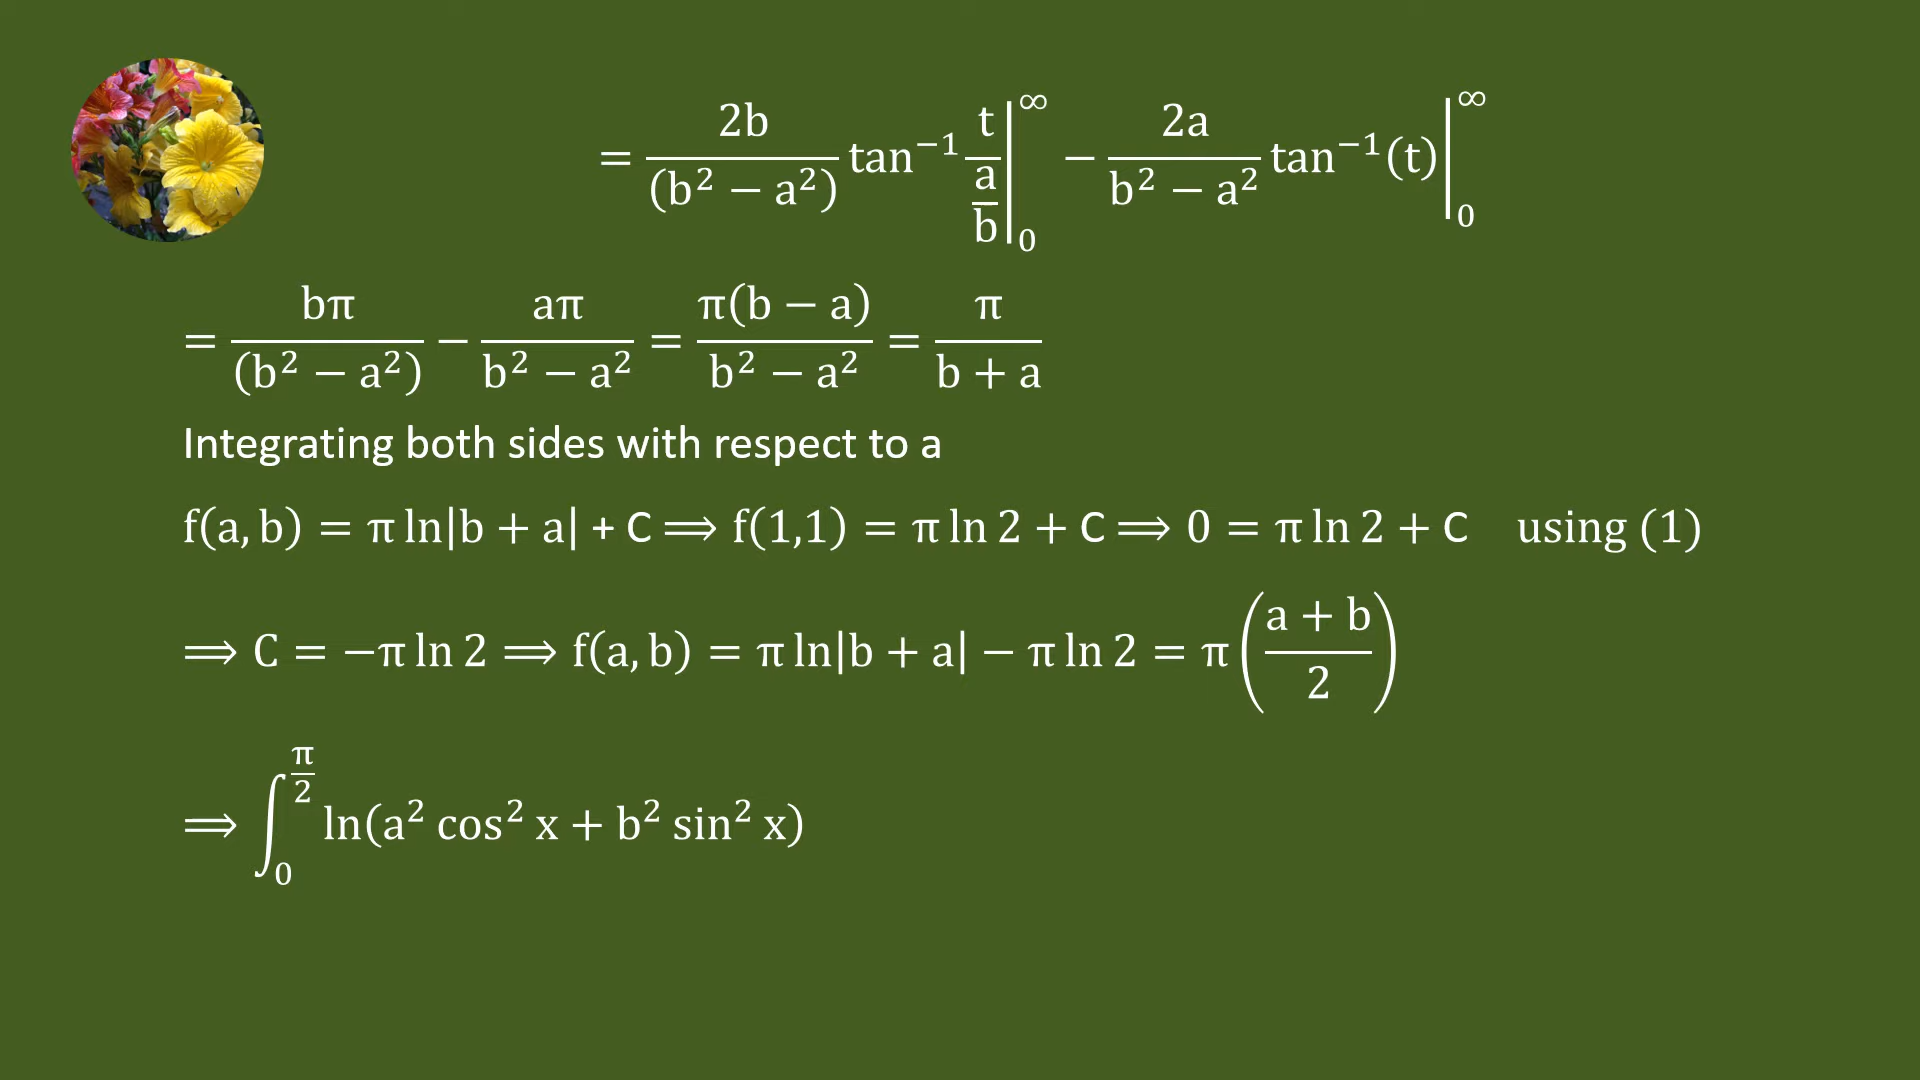 = 2b/(b² − a²) tan⁻¹ t/(a/b) |₀^∞ − 2a/(b² − a²) tan⁻¹(t) |₀^∞
= bπ/(b² − a²) − aπ/(b² − a²) = π(b − a)/(b² − a²) = π/(b + a)
Integrating both sides with respect to a
f(a, b) = π ln|b + a| + C ⟹ f(1,1) = π ln 2 + C ⟹ 0 = π ln 2 + C using (1)
⟹ C = −π ln 2 ⟹ f(a, b) = π ln|b + a| − π ln 2 = π((a + b)/2)
⟹ ∫₀^(π/2) ln(a² cos² x + b² sin² x)